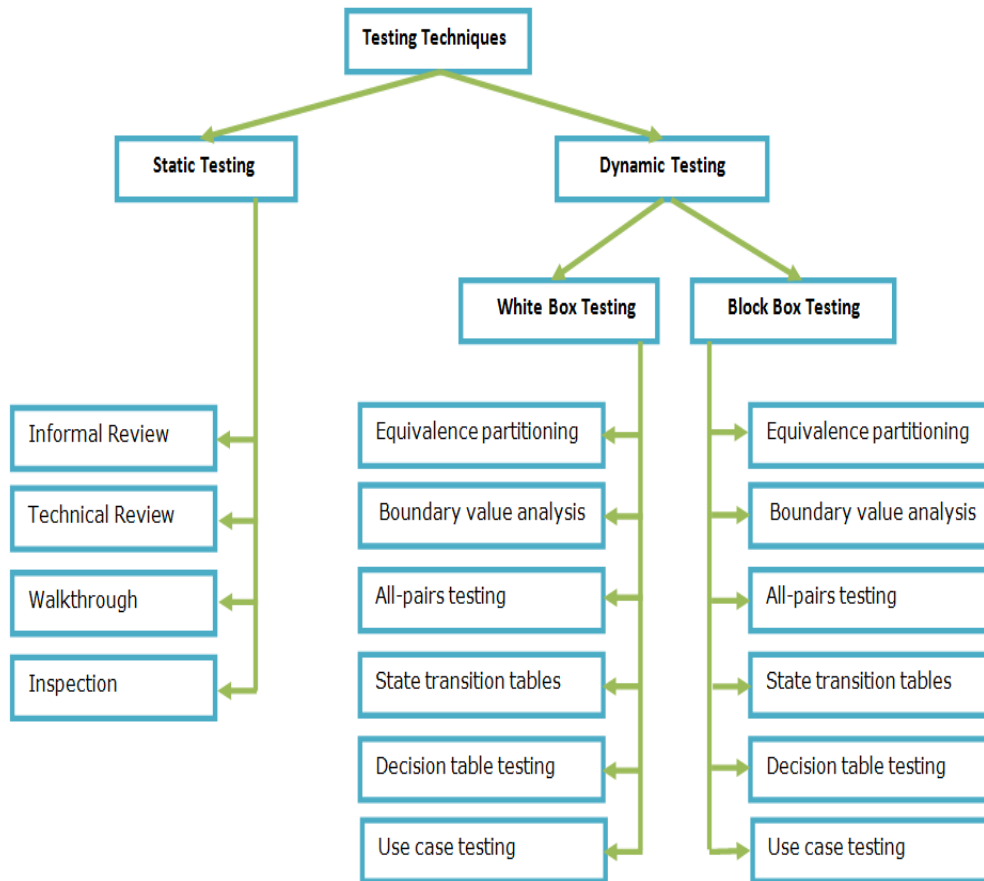 Testing Techniques
Static Testing
Dynamic Testing
White Box Testing
Block Box Testing
Informal Review
Technical Review
Walkthrough
Inspection
Equivalence partitioning
Boundary value analysis
All-pairs testing
State transition tables
Decision table testing
Use case testing
Equivalence partitioning
Boundary value analysis
All-pairs testing
State transition tables
Decision table testing
Use case testing